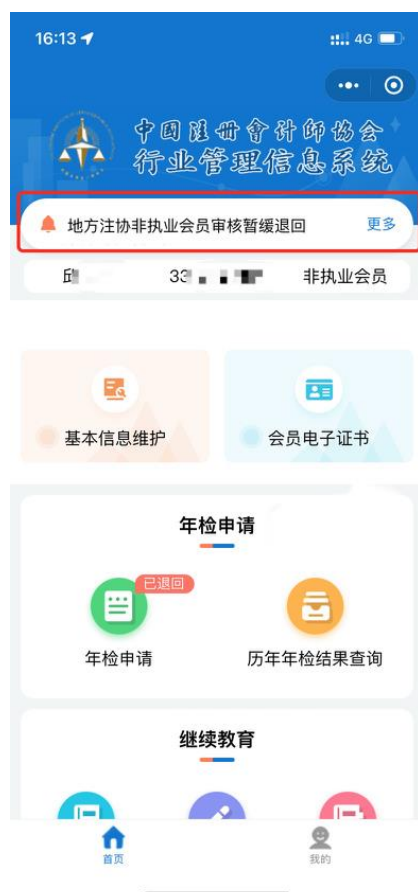 16:13
4G
中国注册会计师协会
行业管理信息系统
地方注协非执业会员审核暂缓退回 更多
邱 33 非执业会员
基本信息维护 会员电子证书
年检申请
已退回
年检申请 历年年检结果查询
继续教育
首页 我的